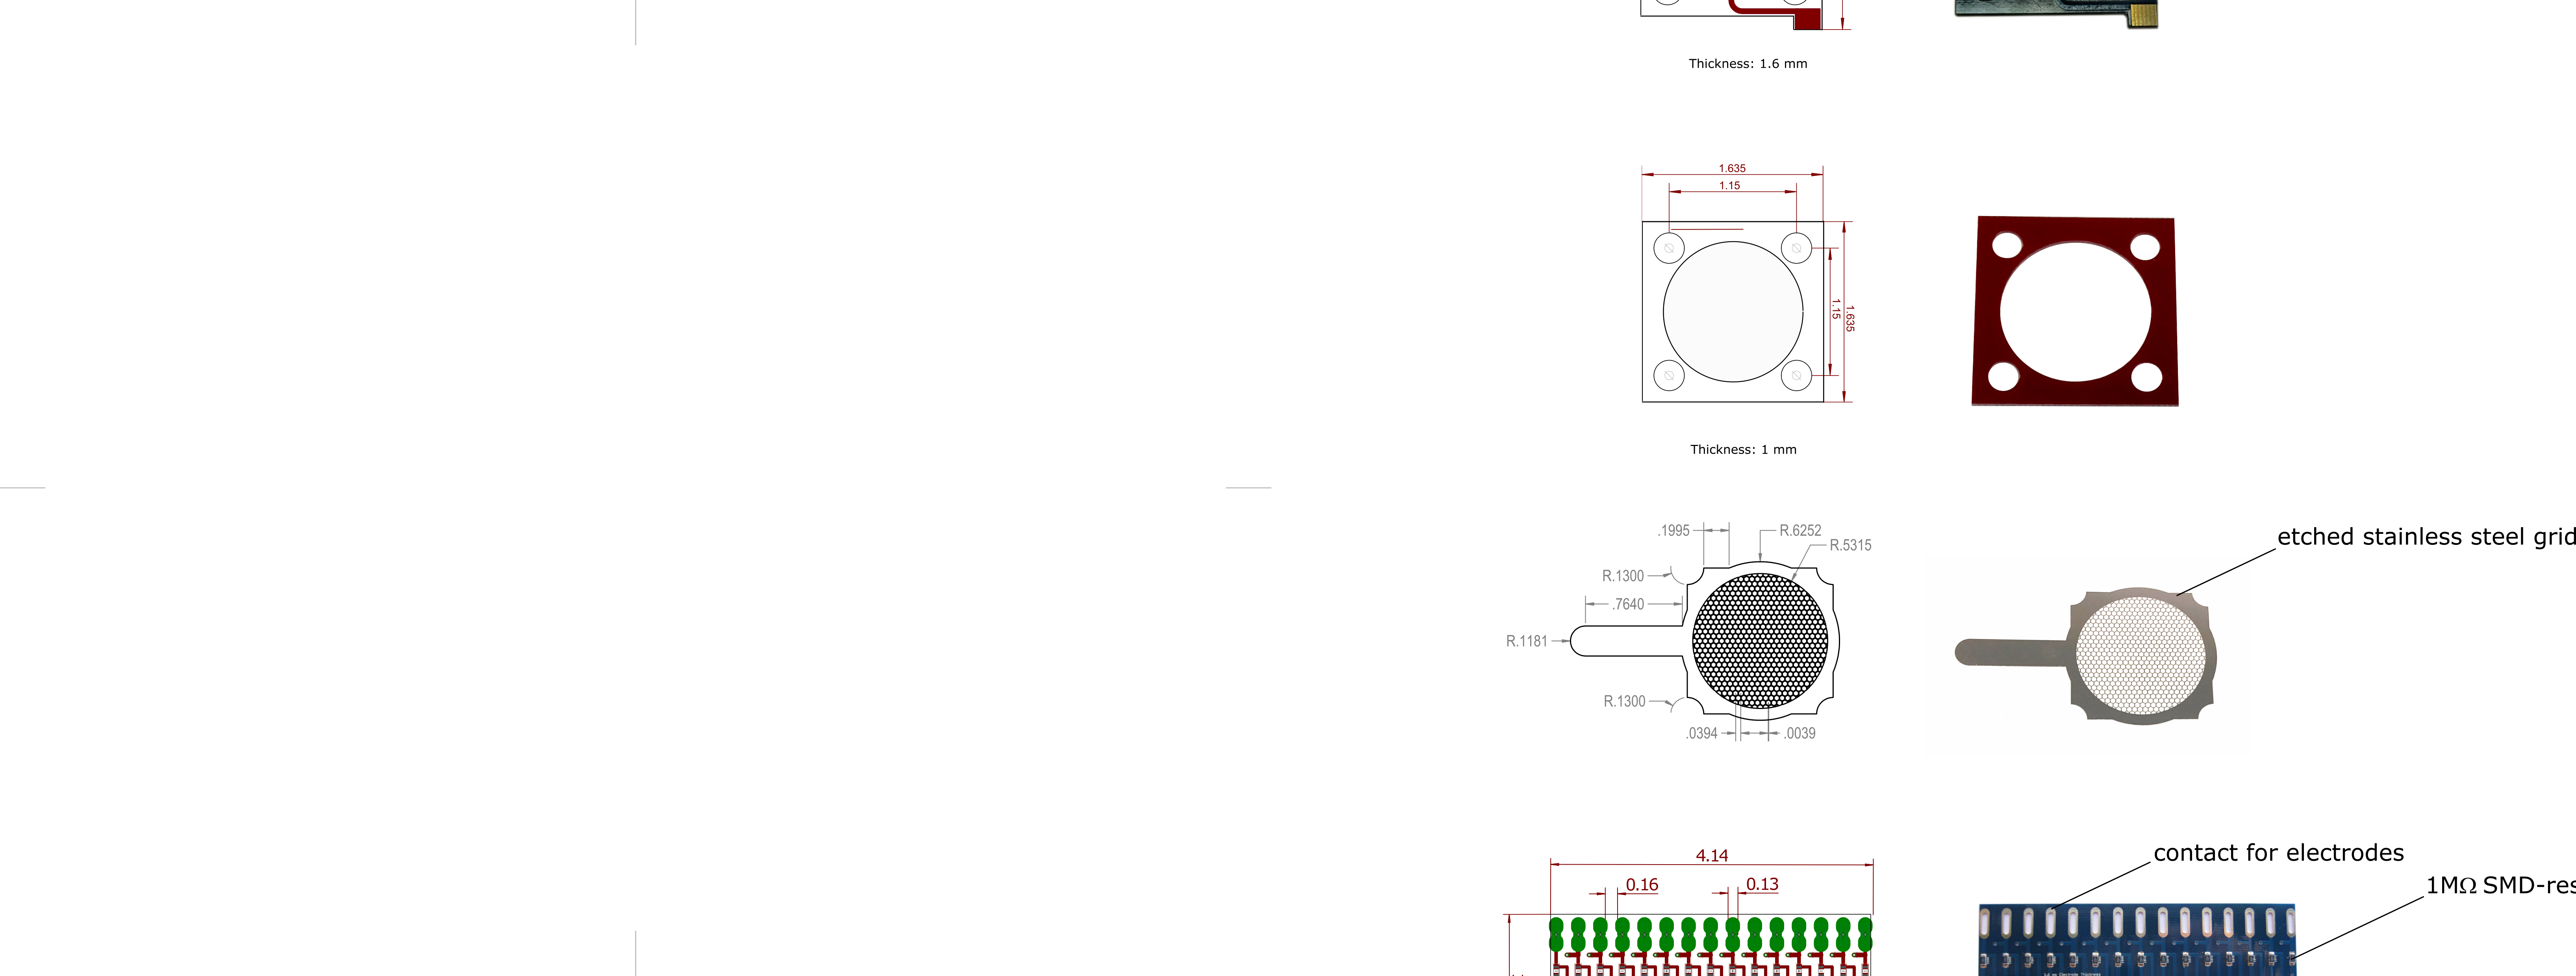 Thickness: 1.6 mm
1.635
1.15
1.15
1.635
Thickness: 1 mm
.1995
R.6252
R.5315
R.1300
.7640
R.1181
R.1300
.0394
.0039
etched stainless steel grid
4.14
0.16
0.13
contact for electrodes
1MΩ SMD-res